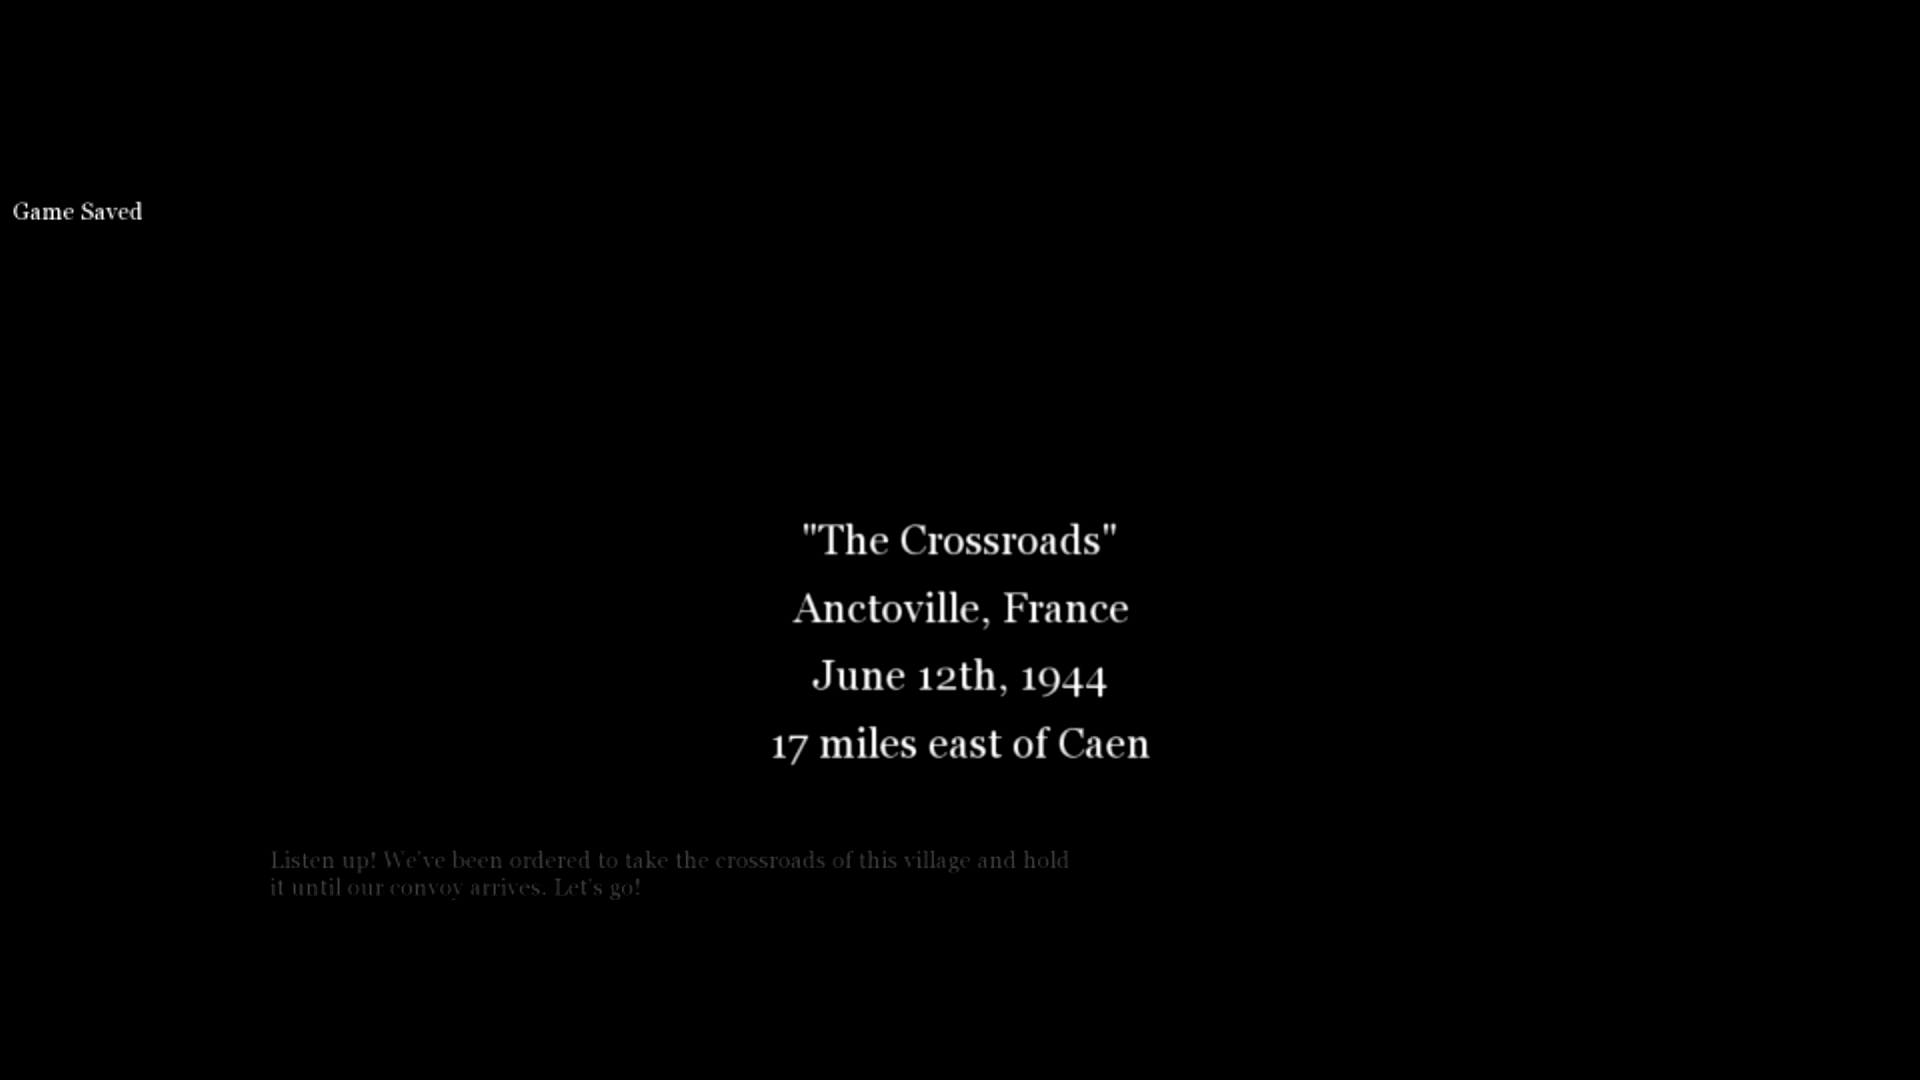 Game Saved
"The Crossroads"
Anctoville, France
June 12th, 1944
17 miles east of Caen
Listen up! We've been ordered to take the crossroads of this village and hold
it until our convoy arrives. Let's go!